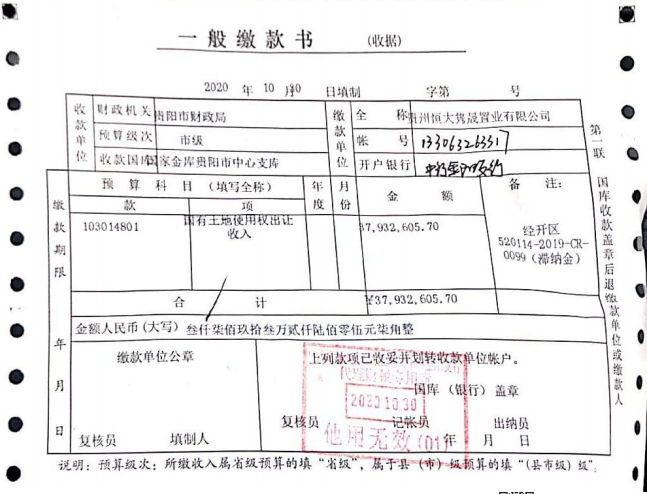 一般缴款书 (收据)
2020 年 10 月30 日填制 字第 号
收款单位 财政机关 贵阳市财政局 缴款单位 全称 贵州恒大隽晟置业有限公司
预算级次 市级 帐号 133063263317
收款国库 国家金库贵阳市中心支库 开户银行
预算科目 (填写全称) 年度 月份 金额 备注:
款 项
103014801 国有土地使用权出让收入 37,932,605.70 经开区
520114-2019-CR-
0099 (滞纳金)
合计 ¥37,932,605.70
金额人民币(大写) 叁仟柒佰玖拾叁万贰仟陆佰零伍元柒角整
缴款期限 年 月 日
缴款单位公章 上列款项已收妥并划转收款单位帐户。
国库 (银行) 盖章
2020 10 30
复核员 记帐员 出纳员
他用无效 (01)
复核员 填制人 年 月 日
第一联 国库收款盖章后退缴款单位或缴款人
说明: 预算级次: 所缴收入属省级预算的填 "省级", 属于县 (市) 级预算的填 "(县市级) 级"。